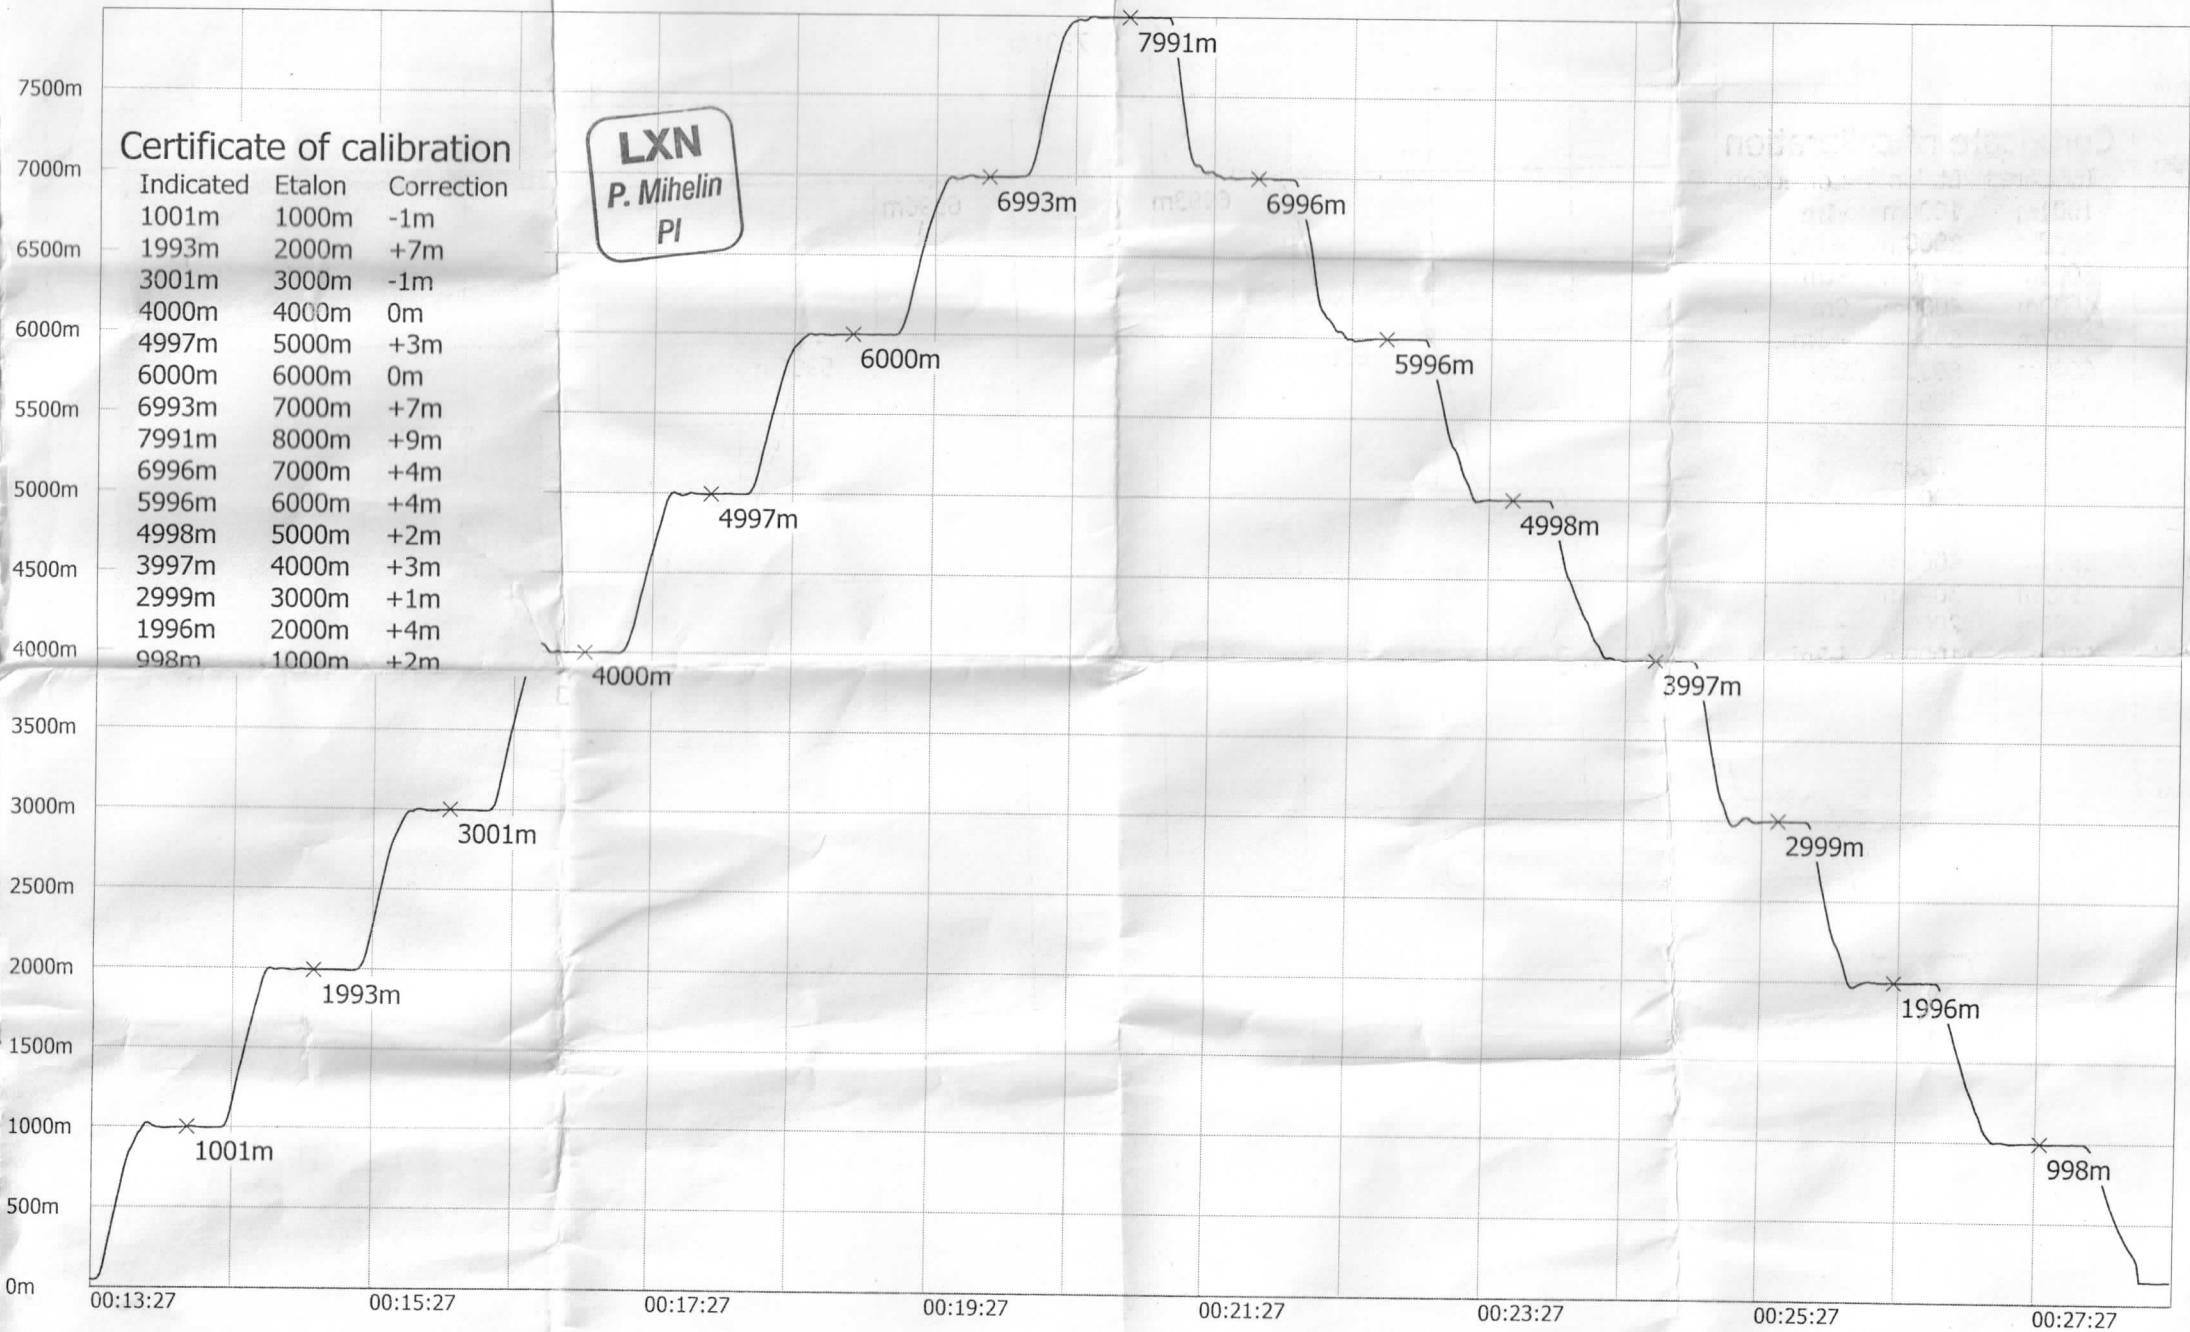 7991m
7500m
Certificate of calibration
Indicated Etalon Correction
1001m 1000m -1m
1993m 2000m +7m
3001m 3000m -1m
4000m 4000m 0m
4997m 5000m +3m
6000m 6000m 0m
6993m 7000m +7m
7991m 8000m +9m
6996m 7000m +4m
5996m 6000m +4m
4998m 5000m +2m
3997m 4000m +3m
2999m 3000m +1m
1996m 2000m +4m
998m 1000m +2m
LXN
P. Mihelin
PI
7000m
6993m
6996m
6500m
6000m
6000m
5996m
5500m
5000m
4997m
4998m
4500m
4000m
4000m
3997m
3500m
3000m
3001m
2999m
2500m
2000m
1993m
1996m
1500m
1000m
1001m
998m
500m
0m
00:13:27 00:15:27 00:17:27 00:19:27 00:21:27 00:23:27 00:25:27 00:27:27